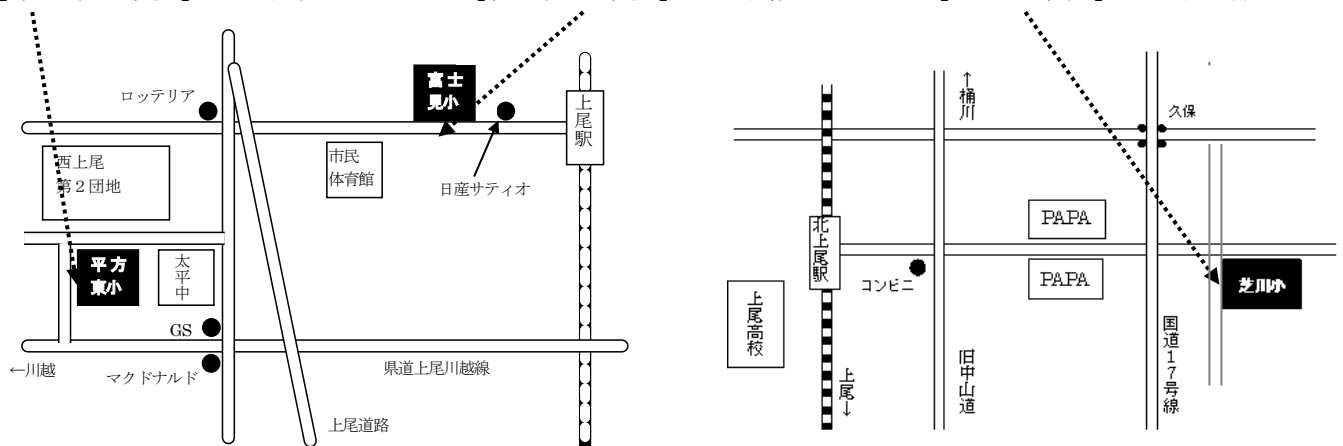 富士
見小
上尾駅
ロッテリア
西上尾
第2団地
市民
体育館
日産サティオ
平方
東小
太平中
GS
←川越
マクドナルド
県道上尾川越線
上尾道路
↑桶川
久保
PAPA
北上尾駅
コンビニ
PAPA
芝川小
上尾高校
上尾↓
旧中山道
国道17号線